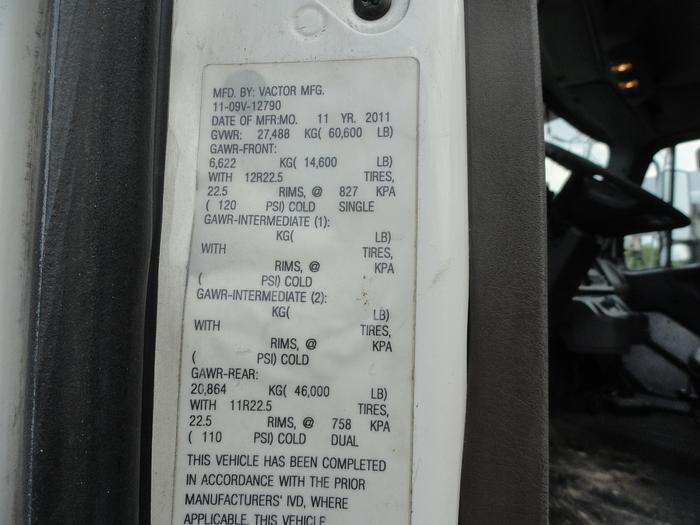 MFD. BY: VACTOR MFG.
11-09V-12790
DATE OF MFR:MO. 11 YR. 2011
GVWR: 27,488 KG( 60,600 LB)
GAWR-FRONT:
6,622 KG( 14,600 LB)
WITH 12R22.5 TIRES,
22.5 RIMS, @ 827 KPA
( 120 PSI) COLD SINGLE
GAWR-INTERMEDIATE (1):
KG( LB)
WITH TIRES,
RIMS, @ KPA
( PSI) COLD
GAWR-INTERMEDIATE (2):
KG( LB)
WITH TIRES,
RIMS, @ KPA
( PSI) COLD
GAWR-REAR:
20,864 KG( 46,000 LB)
WITH 11R22.5 TIRES,
22.5 RIMS, @ 758 KPA
( 110 PSI) COLD DUAL
THIS VEHICLE HAS BEEN COMPLETED
IN ACCORDANCE WITH THE PRIOR
MANUFACTURERS' IVD, WHERE
APPLICABLE. THIS VEHICLE